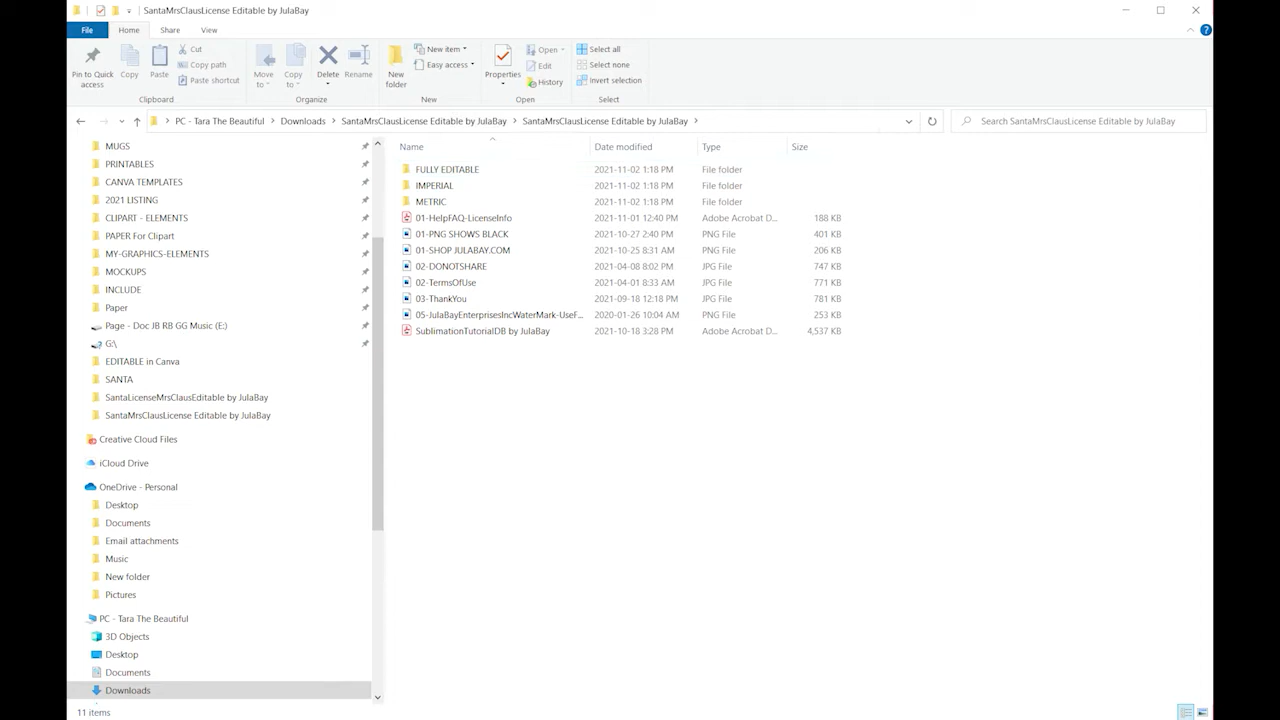 SantaMrsClausLicense Editable by JulaBay
File Home Share View
Pin to Quick access
Copy
Paste
Cut
Copy path
Paste shortcut
Clipboard
Move to
Copy to
Delete
Rename
Organize
New folder
New item
Easy access
New
Properties
Open
Edit
History
Open
Select all
Select none
Invert selection
Select
PC - Tara The Beautiful > Downloads > SantaMrsClausLicense Editable by JulaBay > SantaMrsClausLicense Editable by JulaBay >
Search SantaMrsClausLicense Editable by JulaBay
MUGS
PRINTABLES
CANVA TEMPLATES
2021 LISTING
CLIPART - ELEMENTS
PAPER For Clipart
MY-GRAPHICS-ELEMENTS
MOCKUPS
INCLUDE
Paper
Page - Doc JB RB GG Music (E:)
G:\
EDITABLE in Canva
SANTA
SantaLicenseMrsClausEditable by JulaBay
SantaMrsClausLicense Editable by JulaBay
Creative Cloud Files
iCloud Drive
OneDrive - Personal
Desktop
Documents
Email attachments
Music
New folder
Pictures
PC - Tara The Beautiful
3D Objects
Desktop
Documents
Downloads
Name Date modified Type Size
FULLY EDITABLE 2021-11-02 1:18 PM File folder
IMPERIAL 2021-11-02 1:18 PM File folder
METRIC 2021-11-02 1:18 PM File folder
01-HelpFAQ-LicenseInfo 2021-11-01 12:40 PM Adobe Acrobat D... 188 KB
01-PNG SHOWS BLACK 2021-10-27 2:40 PM PNG File 401 KB
01-SHOP JULABAY.COM 2021-10-25 8:31 AM PNG File 206 KB
02-DONOTSHARE 2021-04-08 8:02 PM JPG File 747 KB
02-TermsOfUse 2021-04-01 8:33 AM JPG File 771 KB
03-ThankYou 2021-09-18 12:18 PM JPG File 781 KB
05-JulaBayEnterprisesIncWaterMark-UseF... 2020-01-26 10:04 AM PNG File 253 KB
SublimationTutorialDB by JulaBay 2021-10-18 3:28 PM Adobe Acrobat D... 4,537 KB
11 items